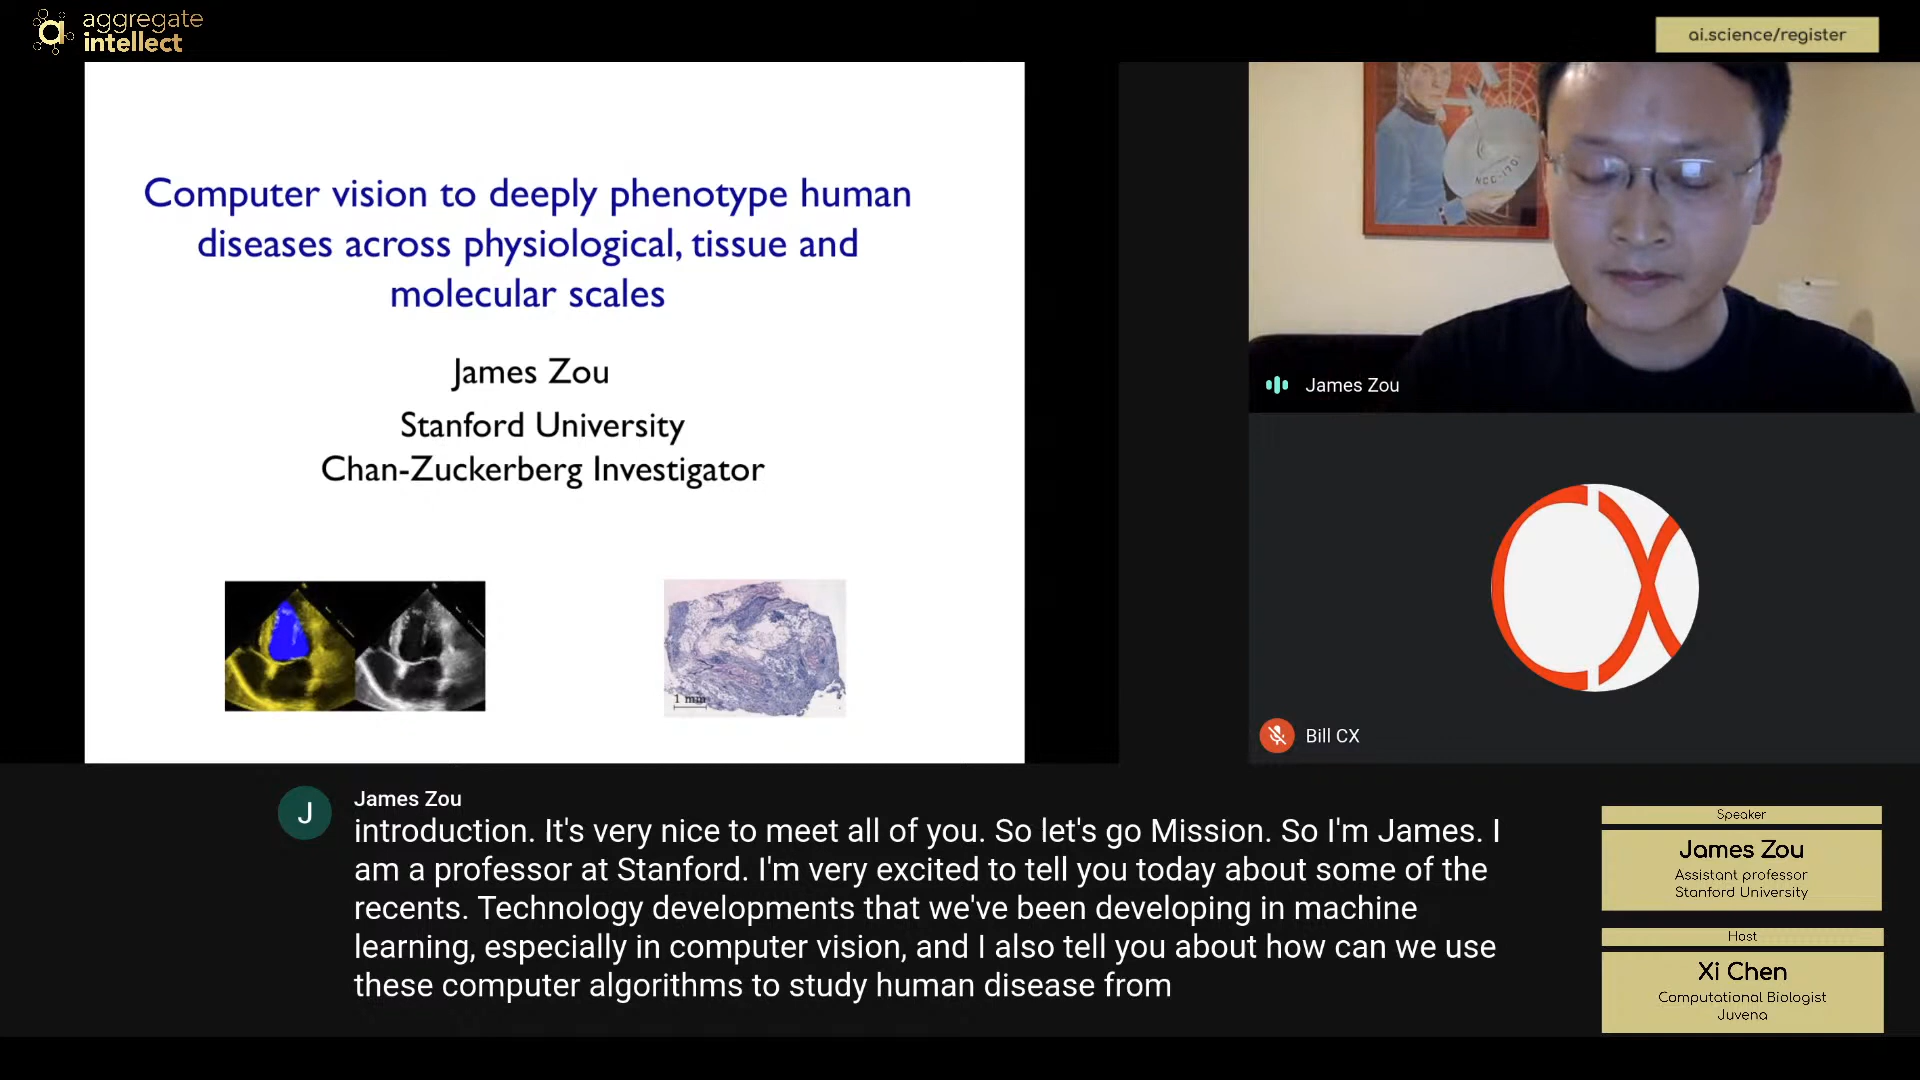 aggregate
intellect
ai.science/register
Computer vision to deeply phenotype human
diseases across physiological, tissue and
molecular scales
James Zou
Stanford University
Chan-Zuckerberg Investigator
1 mm
NCC-1701
James Zou
Bill CX
J
James Zou
introduction. It's very nice to meet all of you. So let's go Mission. So I'm James. I
am a professor at Stanford. I'm very excited to tell you today about some of the
recents. Technology developments that we've been developing in machine
learning, especially in computer vision, and I also tell you about how can we use
these computer algorithms to study human disease from
Speaker
James Zou
Assistant professor
Stanford University
Host
Xi Chen
Computational Biologist
Juvena